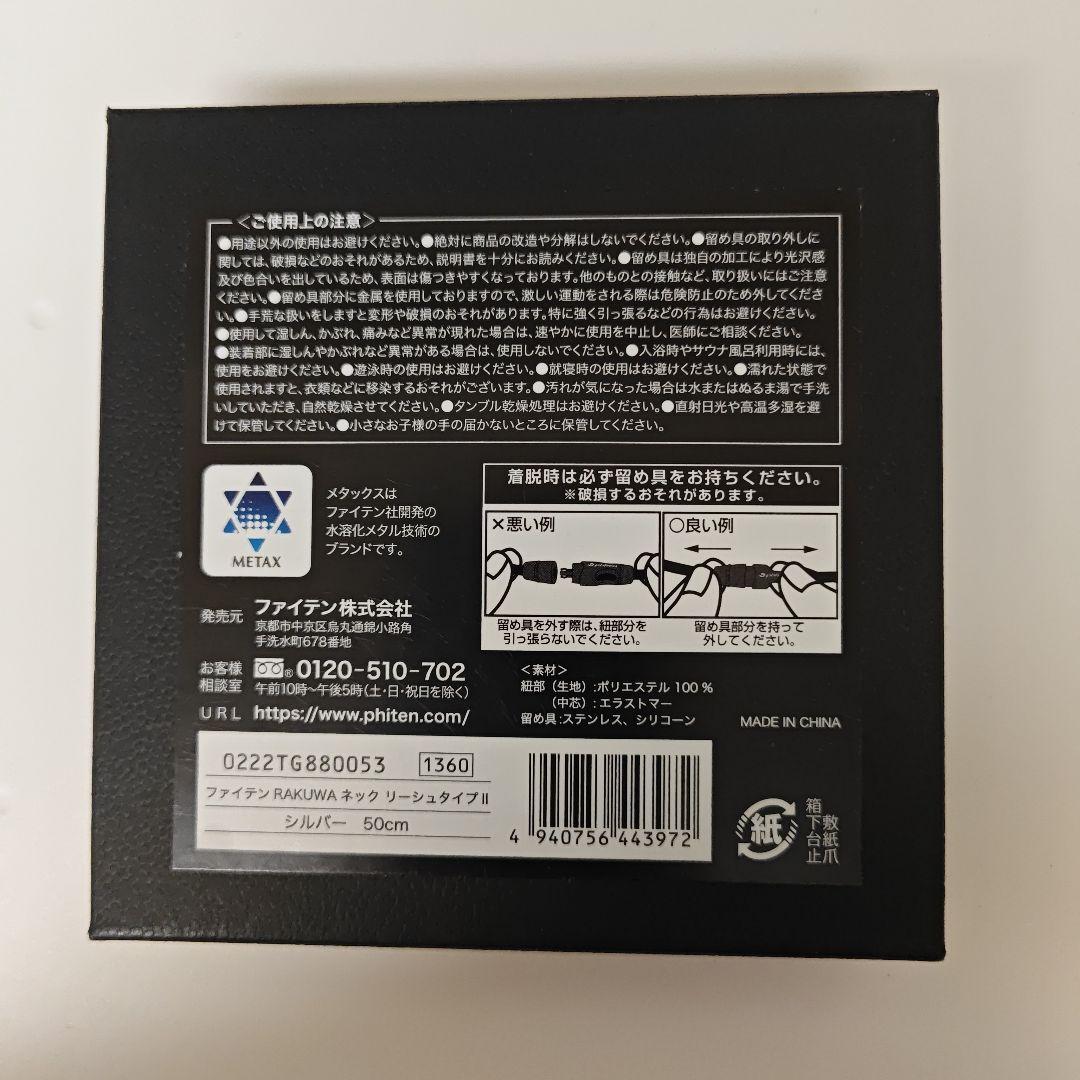 ＜ご使用上の注意＞
●用途以外の使用はお避けください。●絶対に商品の改造や分解はしないでください。●留め具の取り外しに
関しては、破損などのおそれがあるため、説明書を十分にお読みください。●留め具は独自の加工により光沢感
及び色合いを出しているため、表面は傷つきやすくなっております。他のものとの接触など、取り扱いにはご注意
ください。●留め具部分に金属を使用しておりますので、激しい運動をされる際は危険防止のため外してくださ
い。●手荒な扱いをしますと変形や破損のおそれがあります。特に強く引っ張るなどの行為はお避けください。
●使用して湿しん、かぶれ、痛みなど異常が現れた場合は、速やかに使用を中止し、医師にご相談ください。
●装着部に湿しんやかぶれなど異常がある場合は、使用しないでください。●入浴時やサウナ風呂利用時には、
使用をお避けください。●遊泳時の使用はお避けください。●就寝時の使用はお避けください。●濡れた状態で
使用されますと、衣類などに移染するおそれがございます。●汚れが気になった場合は水またはぬるま湯で手洗
いしていただき、自然乾燥させてください。●タンブル乾燥処理はお避けください。●直射日光や高温多湿を避
けて保管してください。●小さなお子様の手の届かないところに保管してください。
METAX
メタックスは
ファイテン社開発の
水溶化メタル技術の
ブランドです。
着脱時は必ず留め具をお持ちください。
※破損するおそれがあります。
×悪い例
○良い例
phiten
phiten
留め具を外す際は、紐部分を
引っ張らないでください。
留め具部分を持って
外してください。
発売元 ファイテン株式会社
京都市中京区烏丸通錦小路角
手洗水町678番地
お客様
相談室
® 0120-510-702
午前10時～午後5時(土・日・祝日を除く)
URL https://www.phiten.com/
＜素材＞
紐部（生地）：ポリエステル 100 %
（中芯）：エラストマー
留め具：ステンレス、シリコーン
MADE IN CHINA
0222TG880053 1360
ファイテン RAKUWA ネック リーシュタイプ II
シルバー 50cm
4 940756 443972
紙
箱 敷紙
下台 爪止